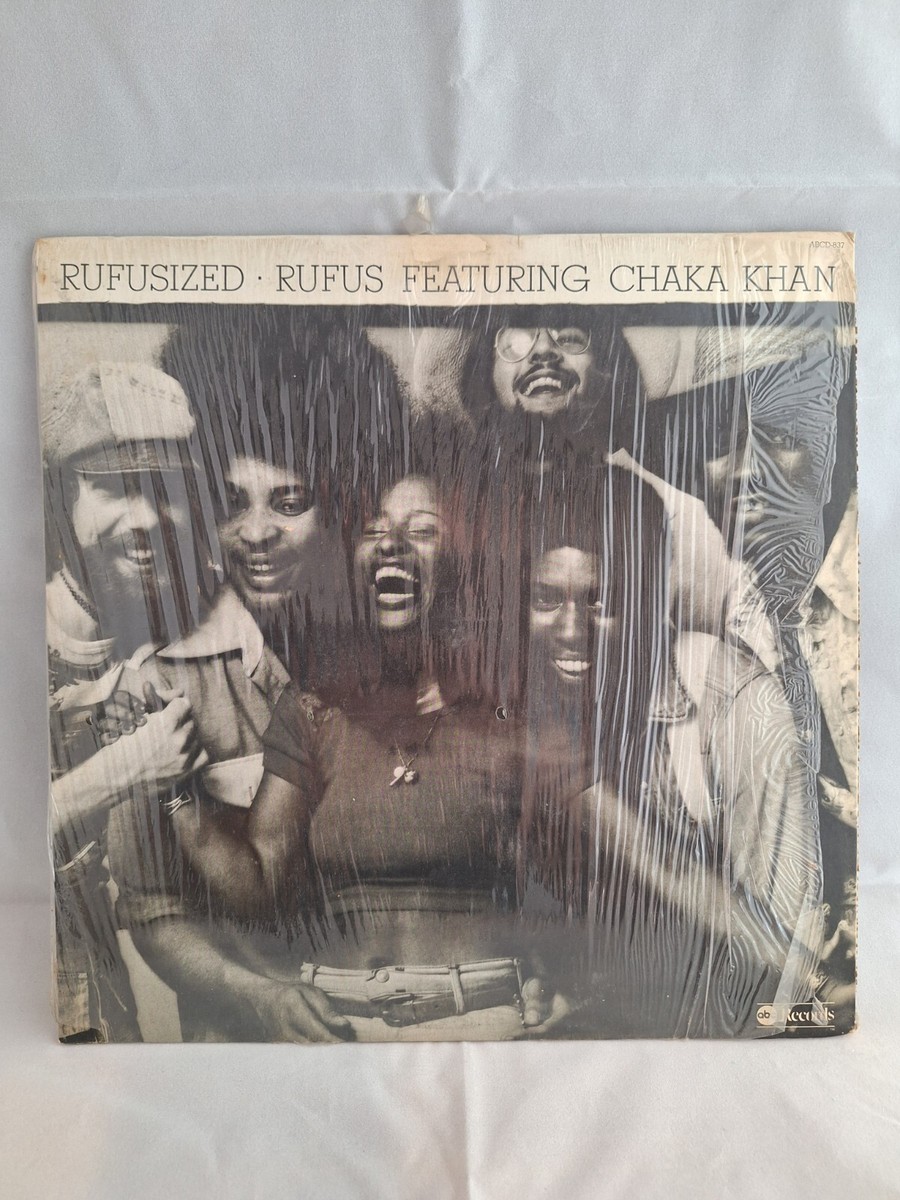 ABCD-837
RUFUSIZED · RUFUS FEATURING CHAKA KHAN
abc Records